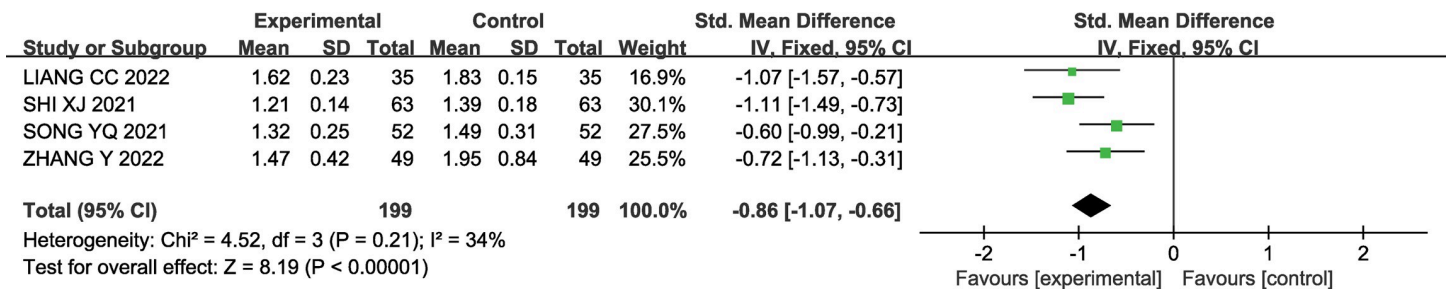 Experimental Control Std. Mean Difference Std. Mean Difference
Study or Subgroup Mean SD Total Mean SD Total Weight IV, Fixed, 95% CI IV, Fixed, 95% CI
LIANG CC 2022 1.62 0.23 35 1.83 0.15 35 16.9% -1.07 [-1.57, -0.57]
SHI XJ 2021 1.21 0.14 63 1.39 0.18 63 30.1% -1.11 [-1.49, -0.73]
SONG YQ 2021 1.32 0.25 52 1.49 0.31 52 27.5% -0.60 [-0.99, -0.21]
ZHANG Y 2022 1.47 0.42 49 1.95 0.84 49 25.5% -0.72 [-1.13, -0.31]
Total (95% CI) 199 199 100.0% -0.86 [-1.07, -0.66]
Heterogeneity: Chi² = 4.52, df = 3 (P = 0.21); I² = 34%
Test for overall effect: Z = 8.19 (P < 0.00001)
-2 -1 0 1 2
Favours [experimental] Favours [control]